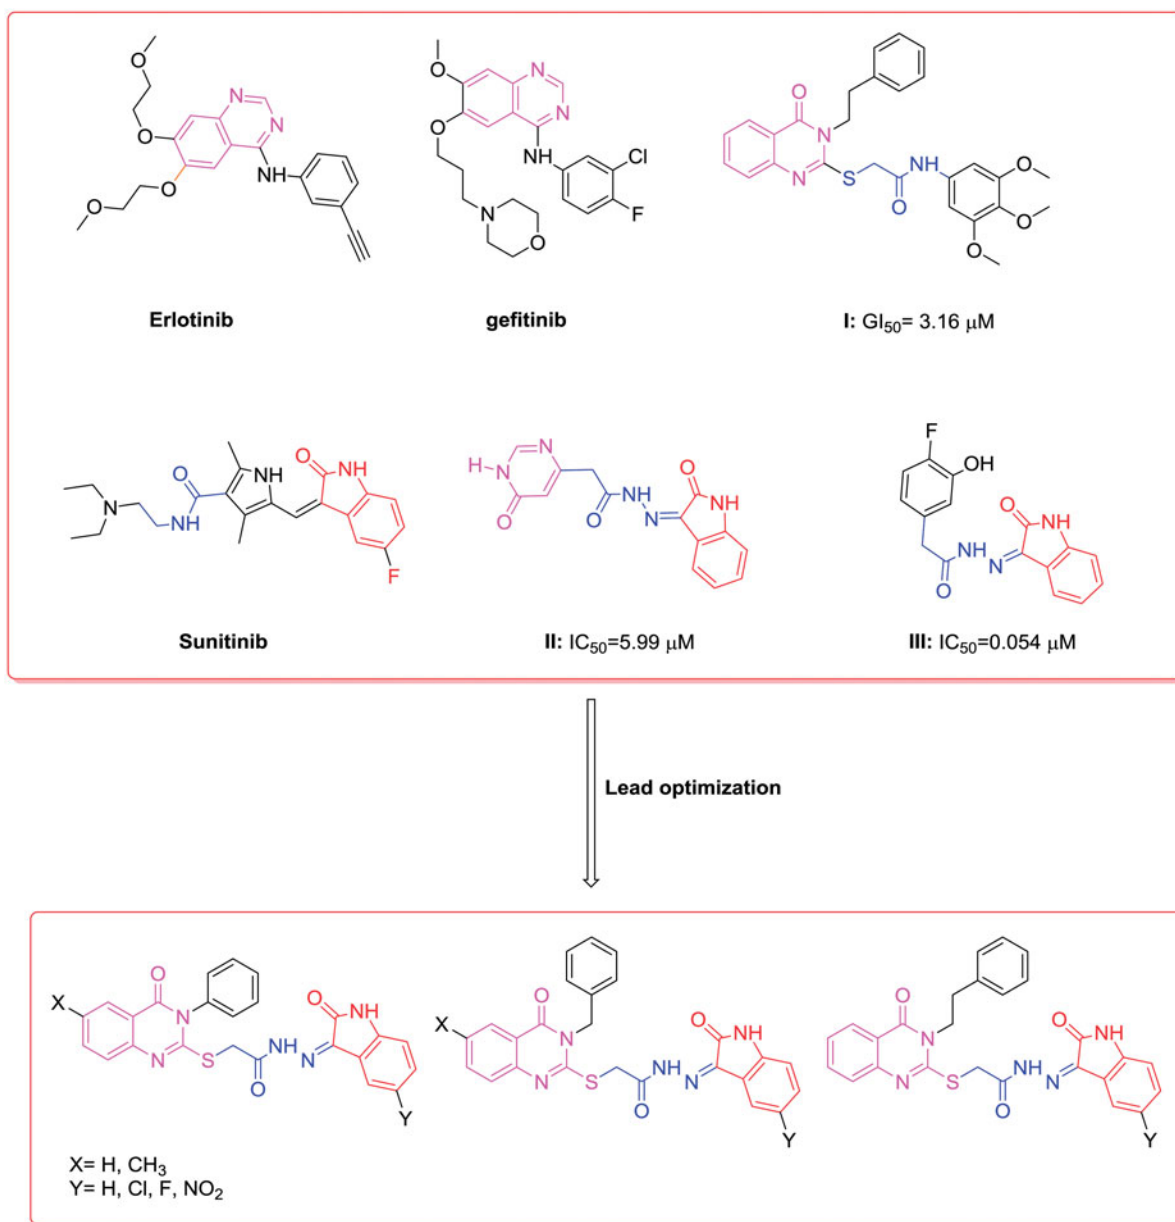 Erlotinib
gefitinib
I: GI₅₀= 3.16 μM
Sunitinib
II: IC₅₀=5.99 μM
III: IC₅₀=0.054 μM
Lead optimization
X= H, CH₃
Y= H, Cl, F, NO₂